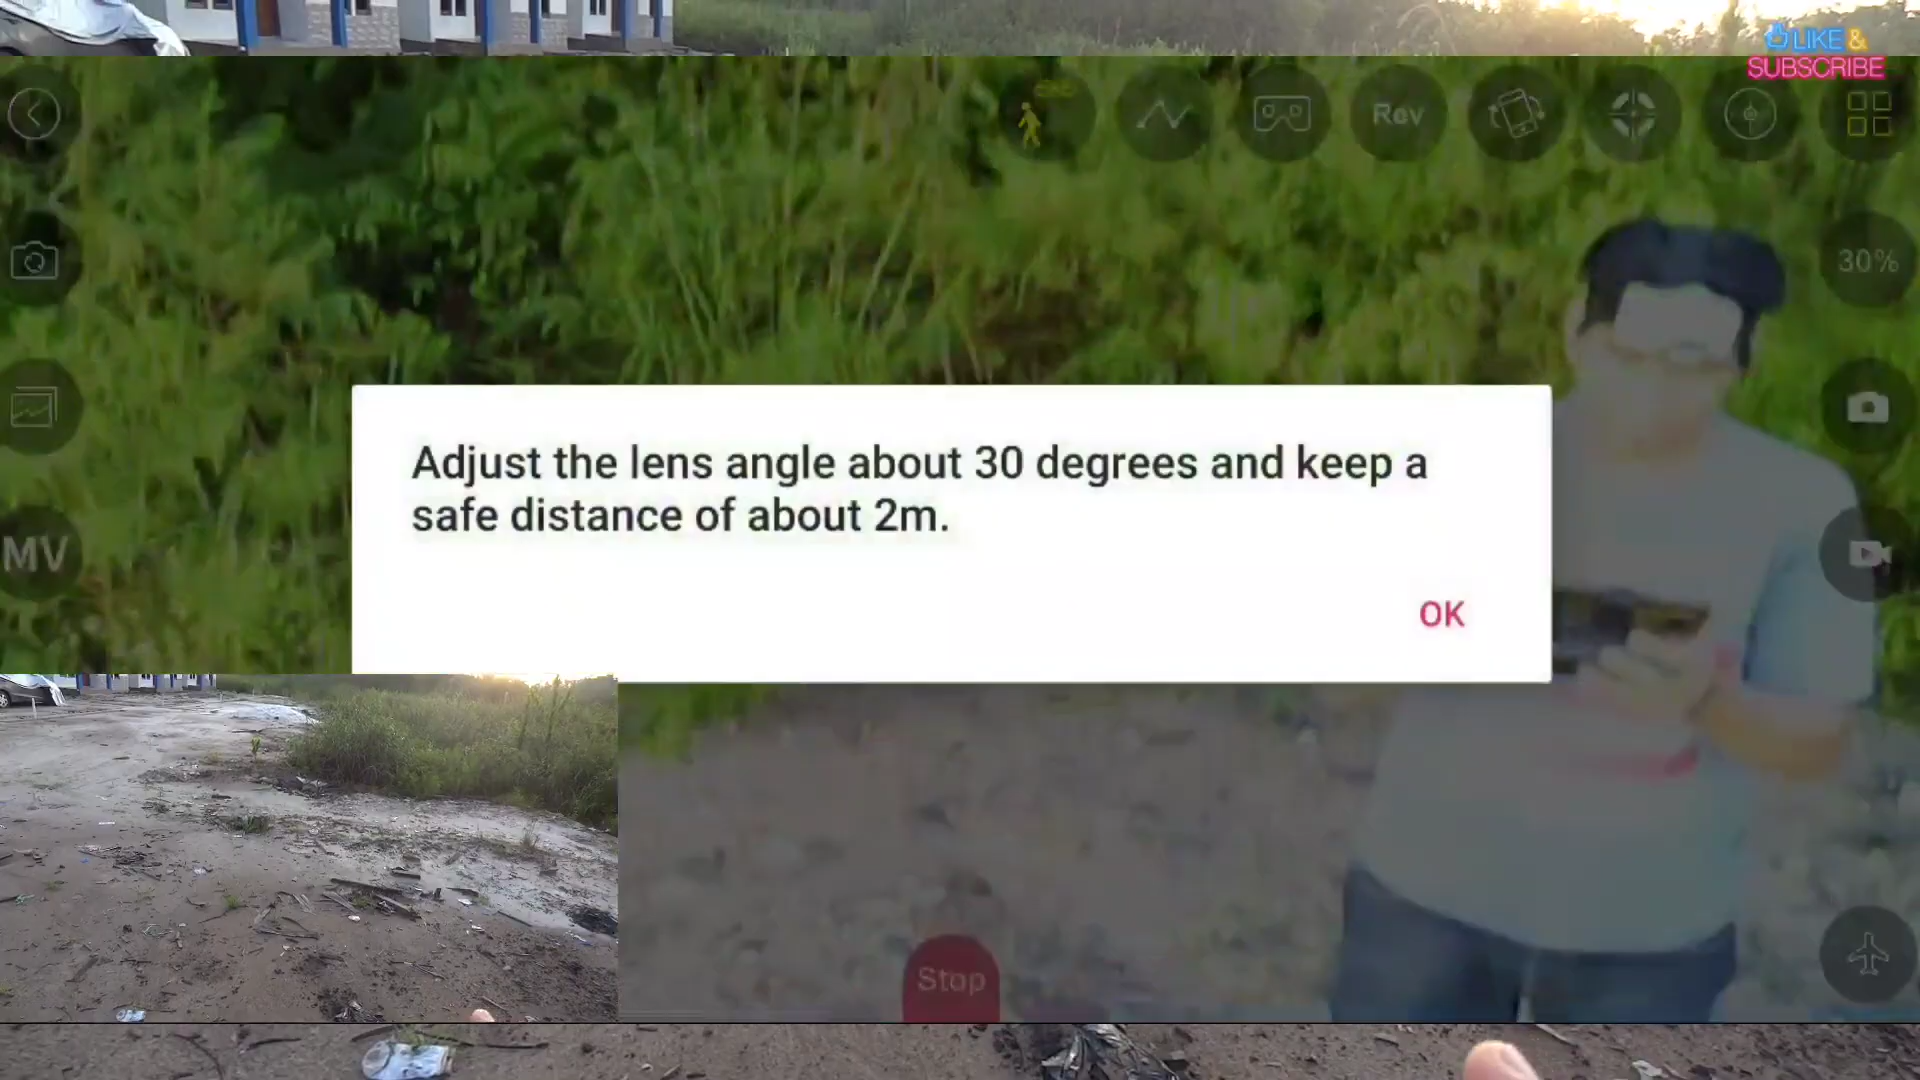 LIKE &
SUBSCRIBE
Rev
30%
Adjust the lens angle about 30 degrees and keep a
safe distance of about 2m.
MV
OK
Stop